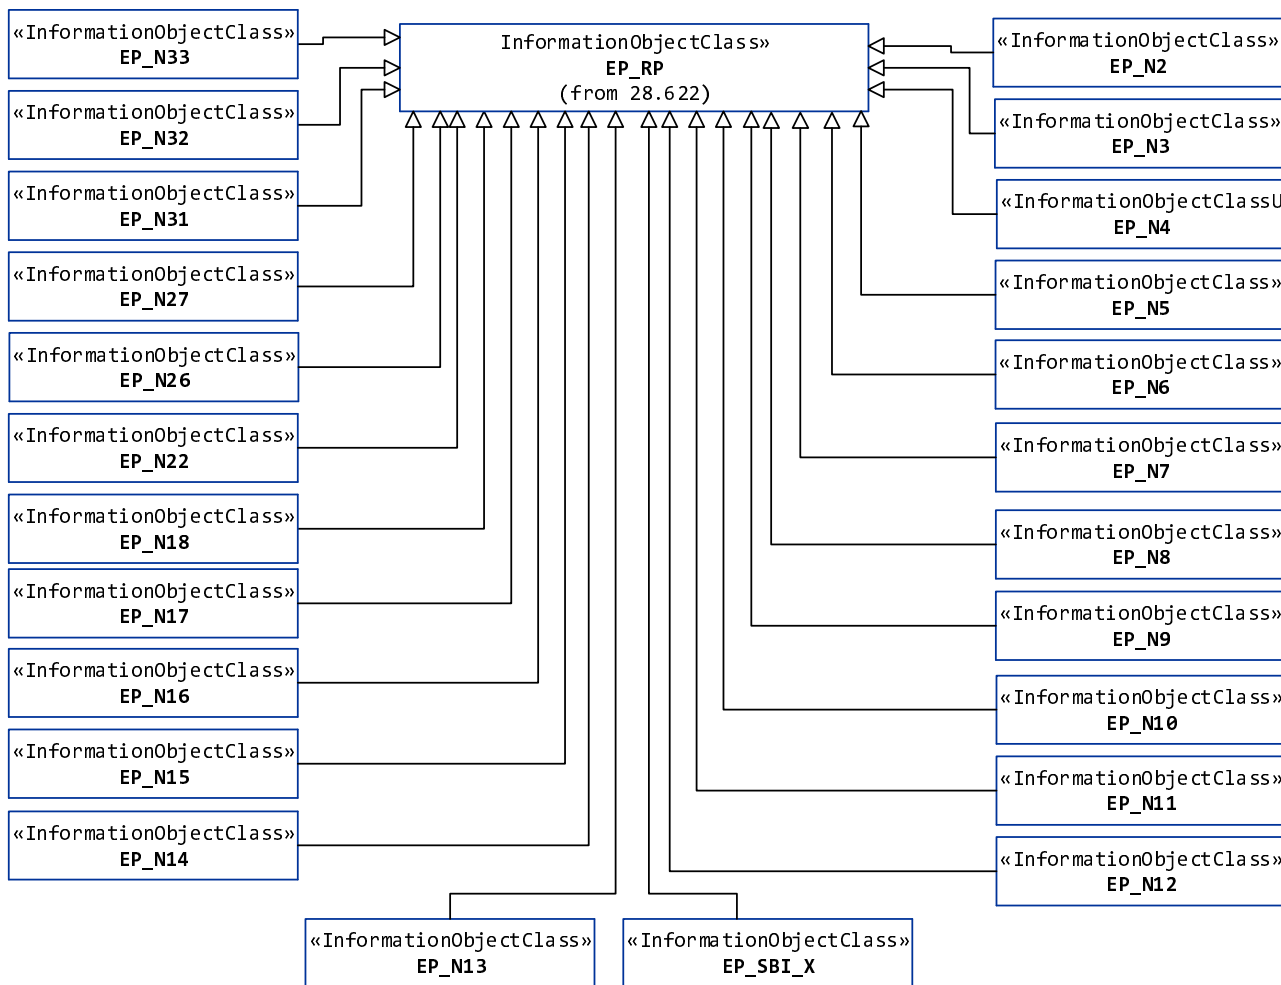 «InformationObjectClass»
EP_N33
InformationObjectClass»
EP_RP
(from 28.622)
«InformationObjectClass»
EP_N2
«InformationObjectClass»
EP_N32
«InformationObjectClass»
EP_N3
«InformationObjectClass»
EP_N31
«InformationObjectClassU
EP_N4
«InformationObjectClass»
EP_N27
«InformationObjectClass»
EP_N5
«InformationObjectClass»
EP_N26
«InformationObjectClass»
EP_N6
«InformationObjectClass»
EP_N22
«InformationObjectClass»
EP_N7
«InformationObjectClass»
EP_N18
«InformationObjectClass»
EP_N8
«InformationObjectClass»
EP_N17
«InformationObjectClass»
EP_N9
«InformationObjectClass»
EP_N16
«InformationObjectClass»
EP_N10
«InformationObjectClass»
EP_N15
«InformationObjectClass»
EP_N11
«InformationObjectClass»
EP_N14
«InformationObjectClass»
EP_N12
«InformationObjectClass»
EP_N13
«InformationObjectClass»
EP_SBI_X